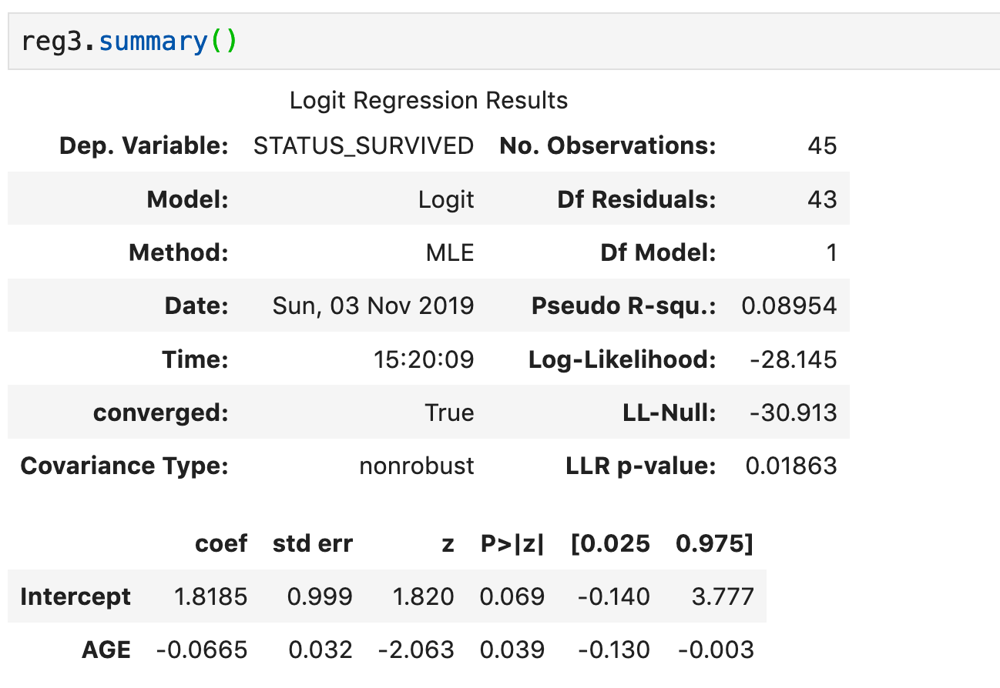 reg3.summary()
Logit Regression Results
Dep. Variable: STATUS_SURVIVED No. Observations: 45
Model: Logit Df Residuals: 43
Method: MLE Df Model: 1
Date: Sun, 03 Nov 2019 Pseudo R-squ.: 0.08954
Time: 15:20:09 Log-Likelihood: -28.145
converged: True LL-Null: -30.913
Covariance Type: nonrobust LLR p-value: 0.01863
coef std err z P>|z| [0.025 0.975]
Intercept 1.8185 0.999 1.820 0.069 -0.140 3.777
AGE -0.0665 0.032 -2.063 0.039 -0.130 -0.003